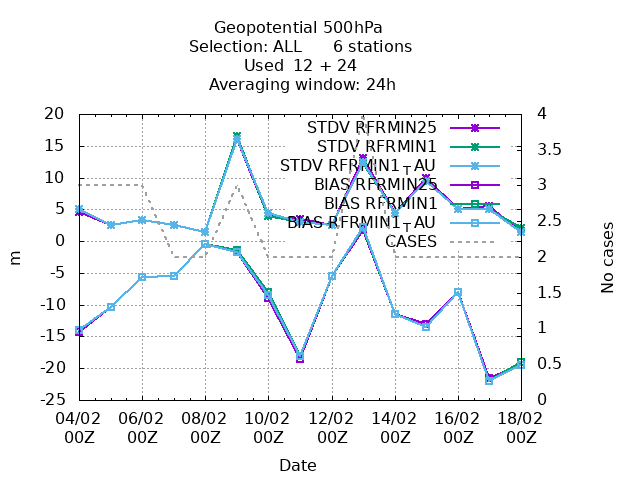 Geopotential 500hPa
Selection: ALL 6 stations
Used 12 + 24
Averaging window: 24h
20
15
10
5
0
-5
-10
-15
-20
-25
m
4
3.5
3
2.5
2
1.5
1
0.5
0
No cases
STDV RFRMIN25
STDV RFRMIN1
STDV RFRMIN1_AU
BIAS RFRMIN25
BIAS RFRMIN1
BIAS RFRMIN1_AU
CASES
04/02 06/02 08/02 10/02 12/02 14/02 16/02 18/02
00Z 00Z 00Z 00Z 00Z 00Z 00Z 00Z
Date